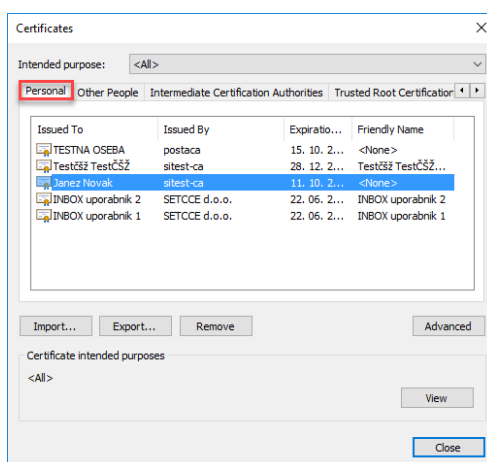 Certificates
Intended purpose: <All>
Personal Other People Intermediate Certification Authorities Trusted Root Certification
Issued To Issued By Expiratio... Friendly Name
TESTNA OSEBA postaca 15. 10. 2... <None>
Testčšž TestČŠŽ sitest-ca 28. 12. 2... Testčšž TestČŠŽ...
Janez Novak sitest-ca 11. 10. 2... <None>
INBOX uporabnik 2 SETCCE d.o.o. 22. 06. 2... INBOX uporabnik 2
INBOX uporabnik 1 SETCCE d.o.o. 22. 06. 2... INBOX uporabnik 1
Import... Export... Remove Advanced
Certificate intended purposes
<All>
View
Close